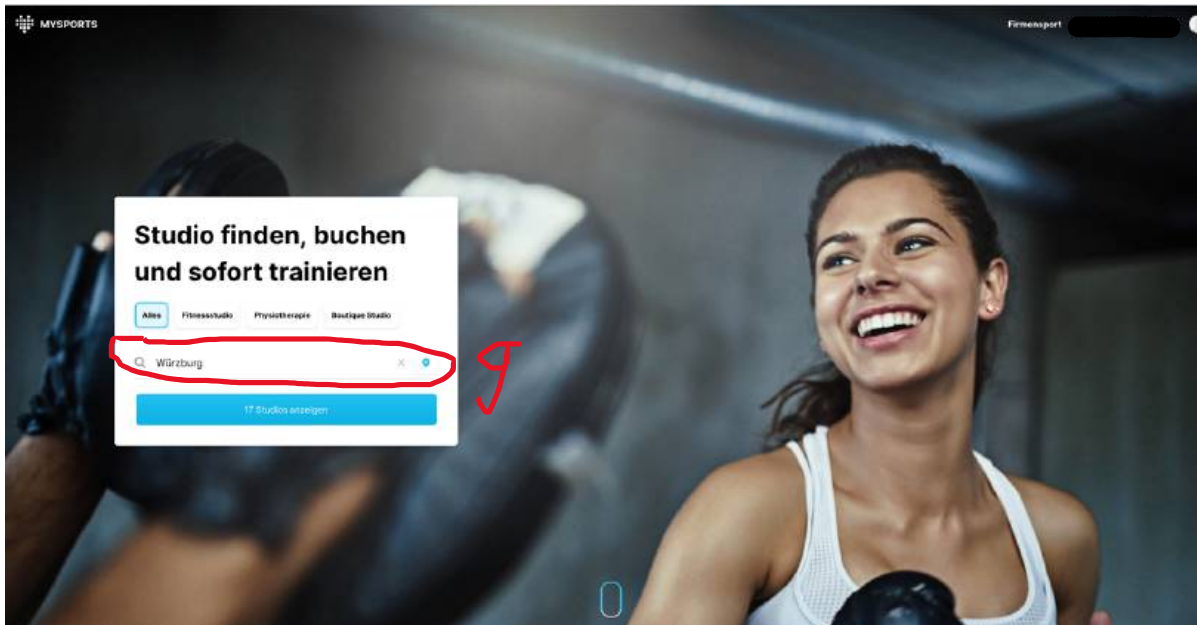 MYSPORTS
Firmensport
Studio finden, buchen
und sofort trainieren
Alles Fitnessstudio Physiotherapie Boutique Studio
Würzburg
17 Studios anzeigen